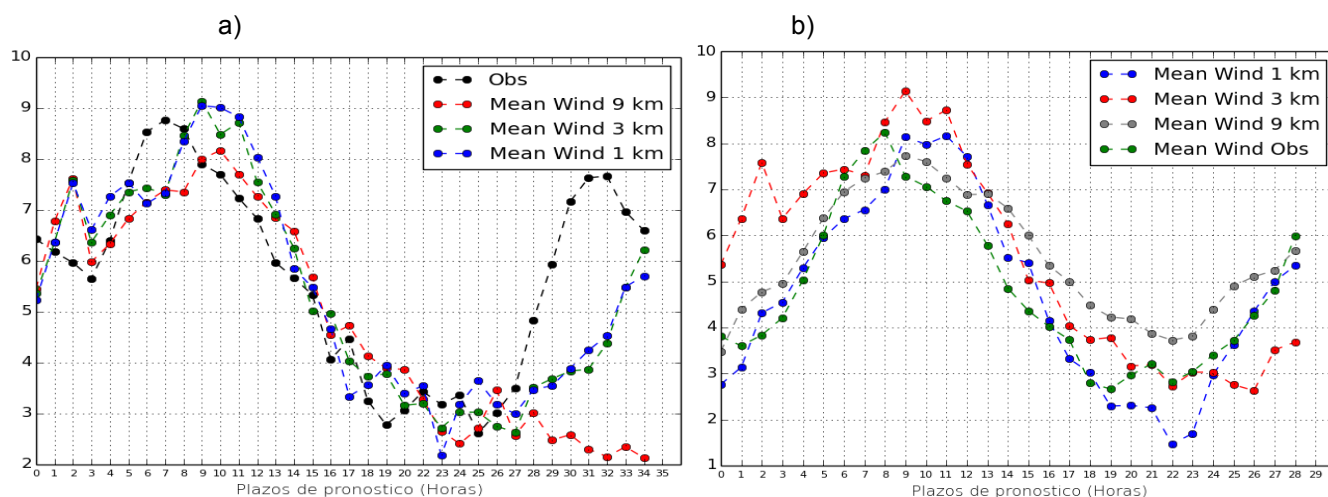 a)
b)
10
9
8
7
6
5
4
3
2
Obs
Mean Wind 9 km
Mean Wind 3 km
Mean Wind 1 km
0 1 2 3 4 5 6 7 8 9 10 11 12 13 14 15 16 17 18 19 20 22 23 24 25 26 27 28 29 30 31 32 33 34 35
Plazos de pronostico (Horas)
10
9
8
7
6
5
4
3
2
1
Mean Wind 1 km
Mean Wind 3 km
Mean Wind 9 km
Mean Wind Obs
0 1 2 3 4 5 6 7 8 9 10 11 12 13 14 15 16 17 18 19 20 21 22 23 24 25 26 27 28 29
Plazos de pronostico (Horas)